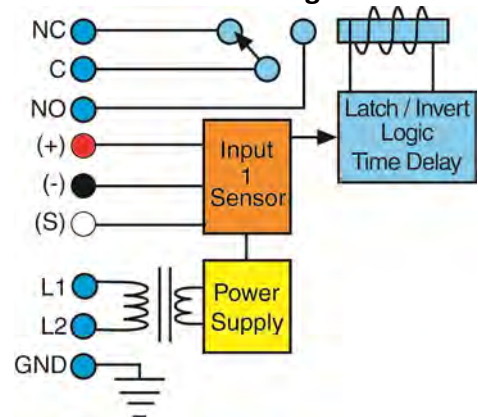 NC
C
NO
(+)
(-)
(S)
L1
L2
GND
Input
1
Sensor
Power
Supply
Latch / Invert
Logic
Time Delay